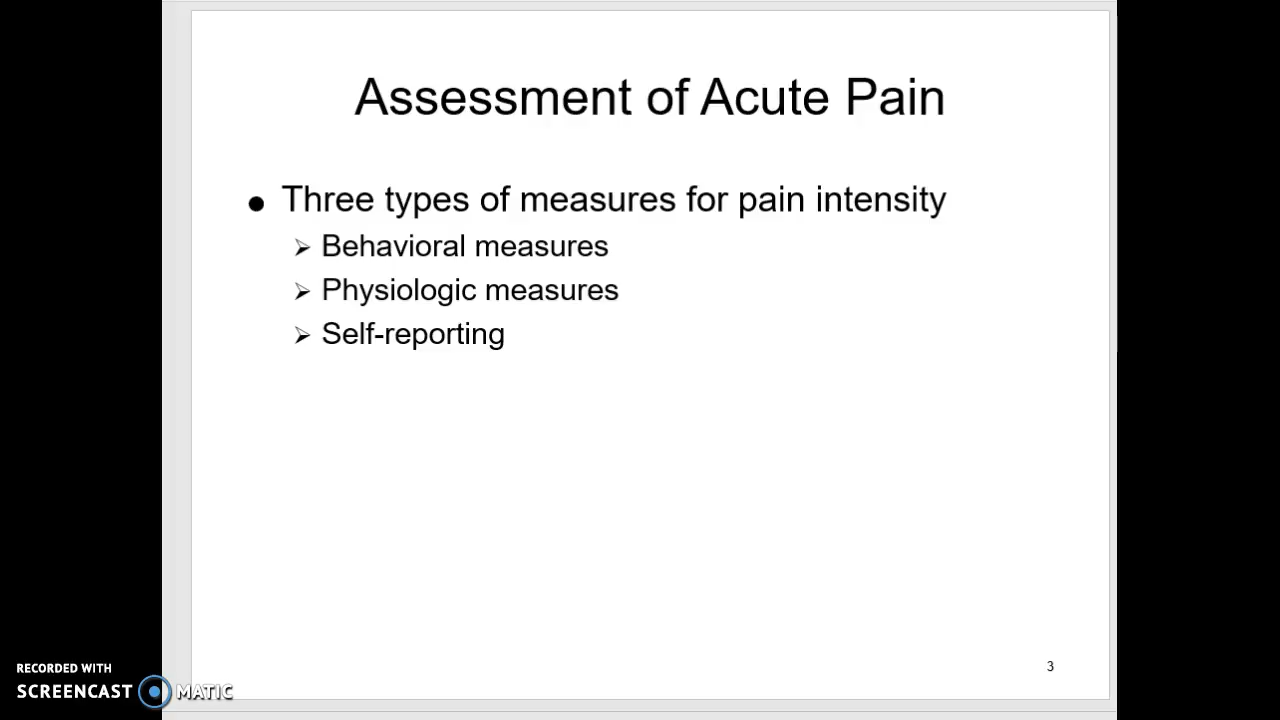 Assessment of Acute Pain
● Three types of measures for pain intensity
➢ Behavioral measures
➢ Physiologic measures
➢ Self-reporting
3
RECORDED WITH
SCREENCAST MATIC